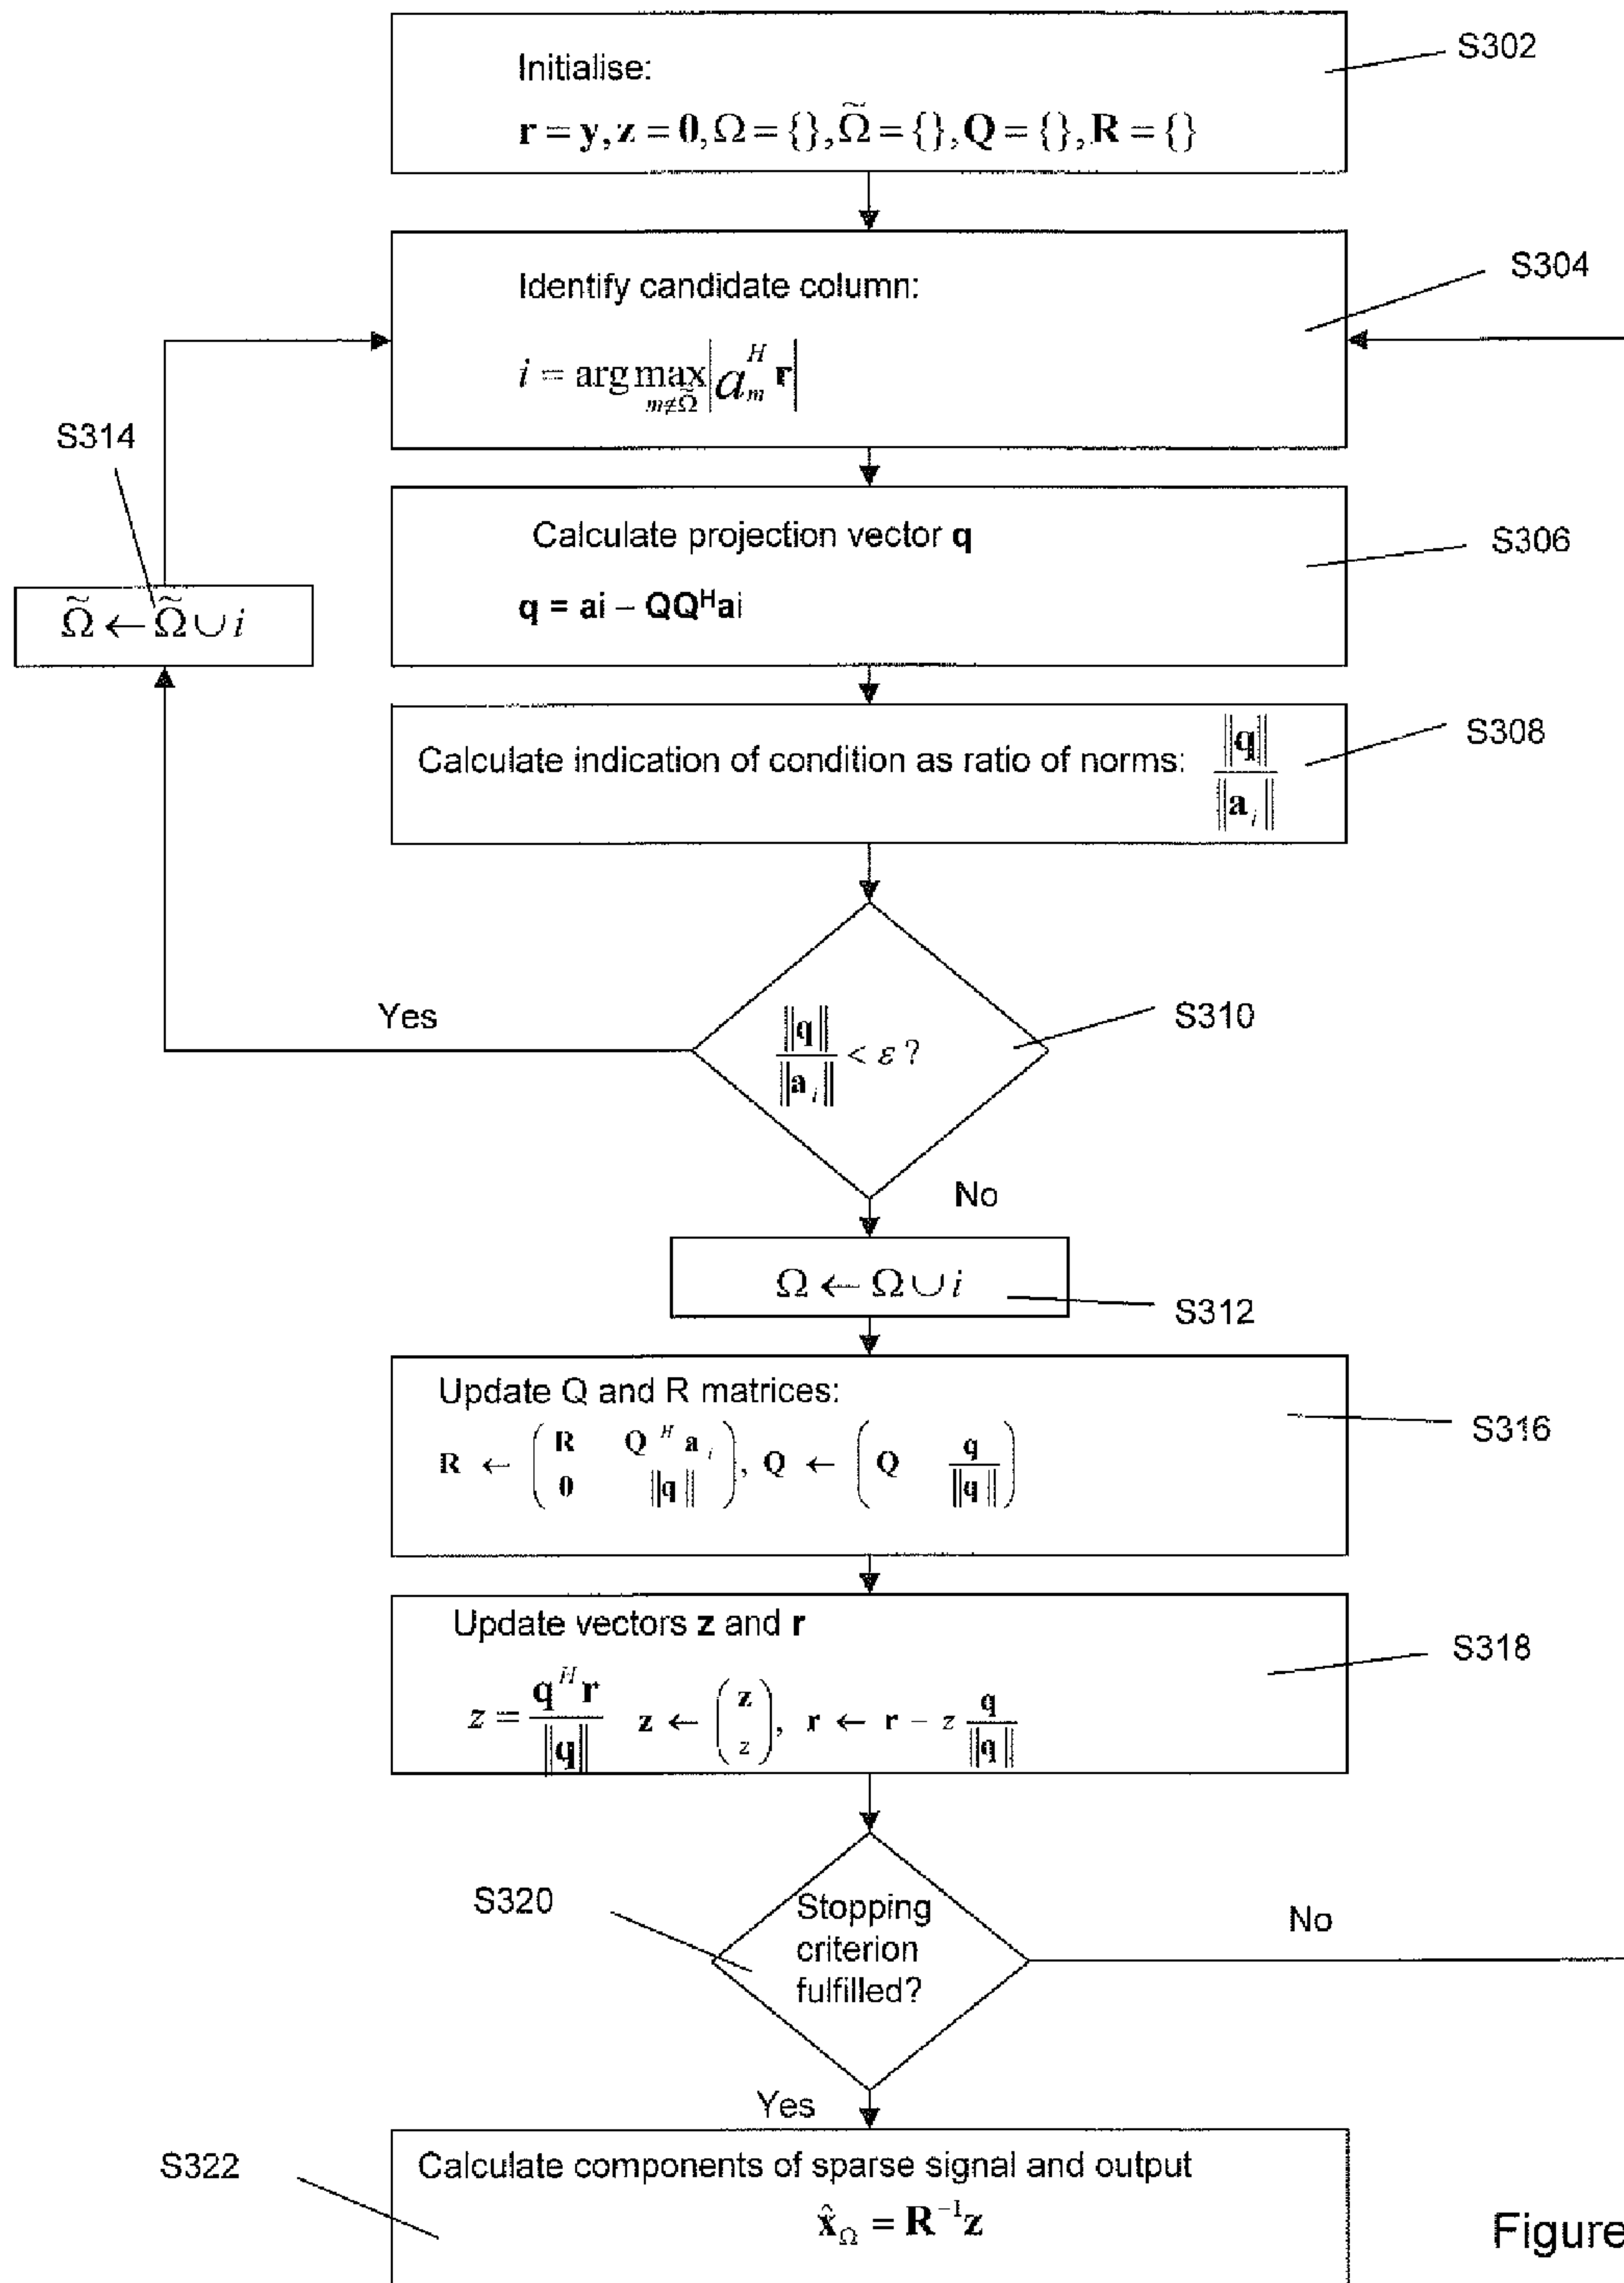 S302
Initialise:
r = y, z = 0, Ω = {}, Ω̃ = {}, Q = {}, R = {}
S304
Identify candidate column:
i = arg max_{m∉Ω̃} |a_m^H r|
S314
Ω̃ ← Ω̃ ∪ i
Calculate projection vector q
S306
q = ai – QQᴴai
Calculate indication of condition as ratio of norms: ‖q‖ / ‖a_i‖
S308
Yes
‖q‖ / ‖a_i‖ < ε ?
S310
No
Ω ← Ω ∪ i
S312
Update Q and R matrices:
R ← ( R Q^H a_i ; 0 ‖q‖ ), Q ← ( Q q / ‖q‖ )
S316
Update vectors z and r
S318
z = q^H r / ‖q‖ z ← ( z ; z ), r ← r − z q / ‖q‖
S320
Stopping
criterion
fulfilled?
No
Yes
S322
Calculate components of sparse signal and output
x̂_Ω = R^{-1} z
Figure